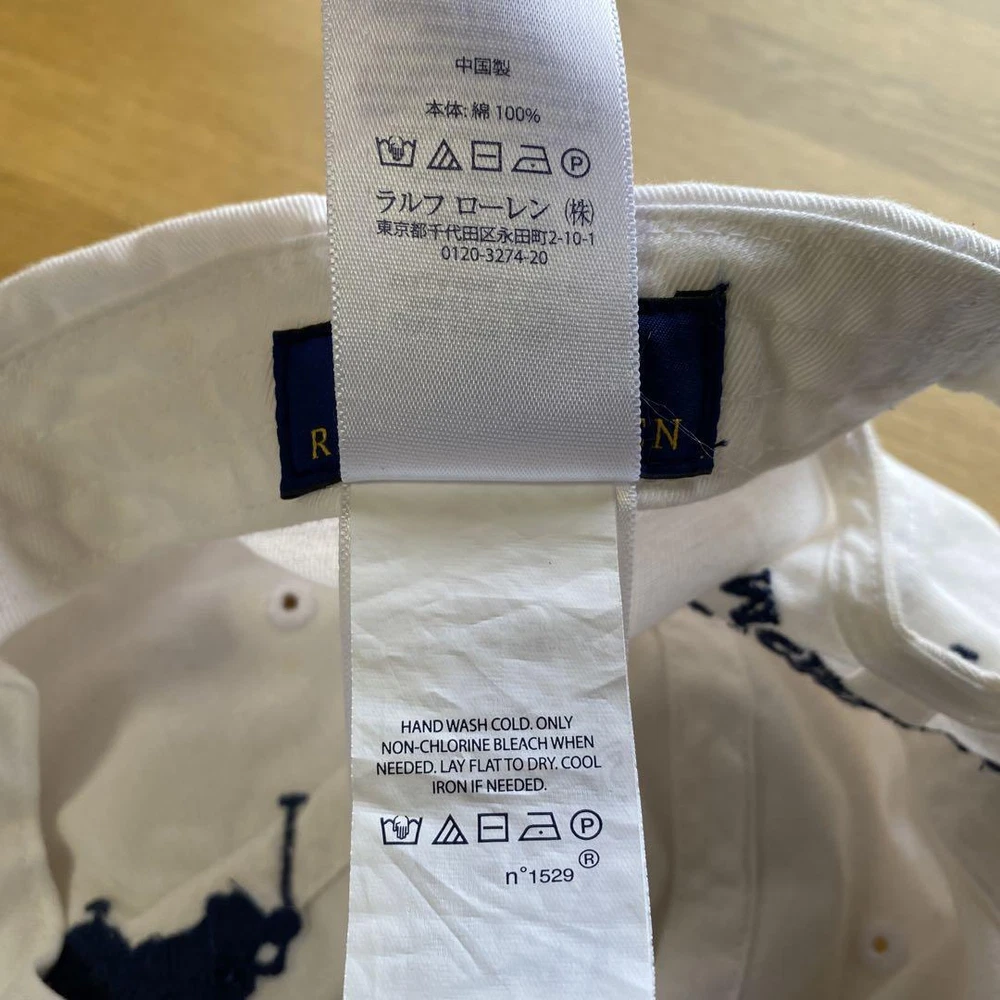 中国製
本体: 綿 100%
P
ラルフ ローレン (株)
東京都千代田区永田町2-10-1
0120-3274-20
R EN
HAND WASH COLD. ONLY
NON-CHLORINE BLEACH WHEN
NEEDED. LAY FLAT TO DRY. COOL
IRON IF NEEDED.
P
n°1529 ®